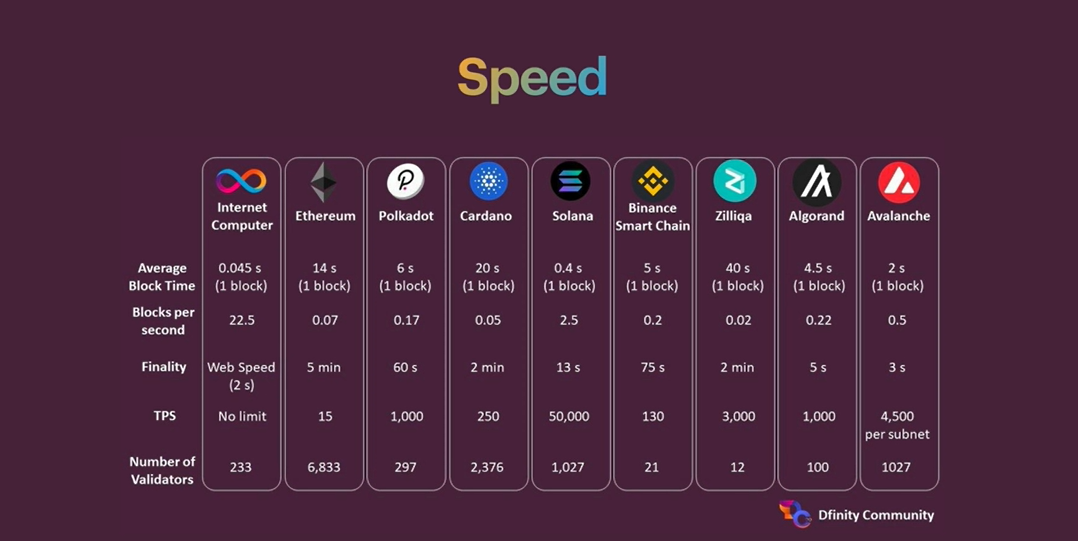 Speed
Internet Computer Ethereum Polkadot Cardano Solana Binance Smart Chain Zilliqa Algorand Avalanche
Average Block Time 0.045 s (1 block) 14 s (1 block) 6 s (1 block) 20 s (1 block) 0.4 s (1 block) 5 s (1 block) 40 s (1 block) 4.5 s (1 block) 2 s (1 block)
Blocks per second 22.5 0.07 0.17 0.05 2.5 0.2 0.02 0.22 0.5
Finality Web Speed (2 s) 5 min 60 s 2 min 13 s 75 s 2 min 5 s 3 s
TPS No limit 15 1,000 250 50,000 130 3,000 1,000 4,500 per subnet
Number of Validators 233 6,833 297 2,376 1,027 21 12 100 1027
Dfinity Community